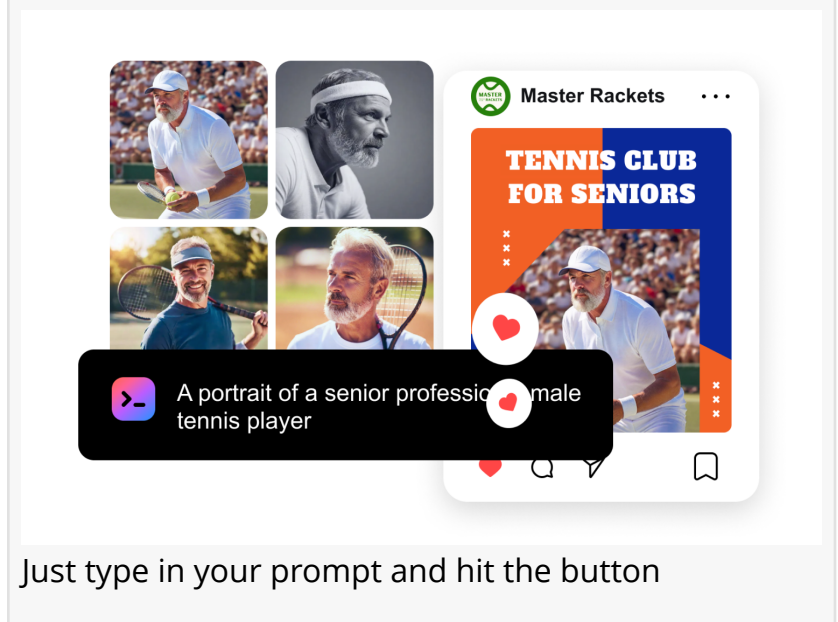 MASTER
Master Rackets
TENNIS CLUB
FOR SENIORS
A portrait of a senior male
tennis player
Just type in your prompt and hit the button